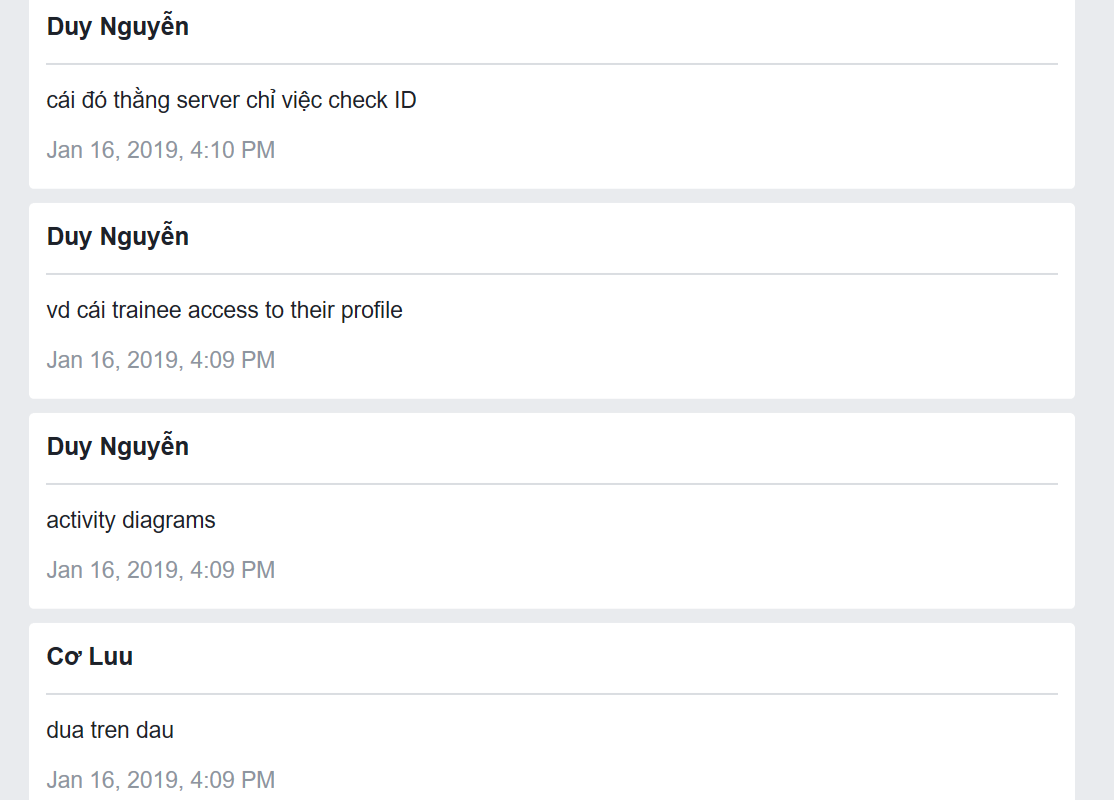 Duy Nguyễn
cái đó thằng server chỉ việc check ID
Jan 16, 2019, 4:10 PM
Duy Nguyễn
vd cái trainee access to their profile
Jan 16, 2019, 4:09 PM
Duy Nguyễn
activity diagrams
Jan 16, 2019, 4:09 PM
Cơ Luu
dua tren dau
Jan 16, 2019, 4:09 PM